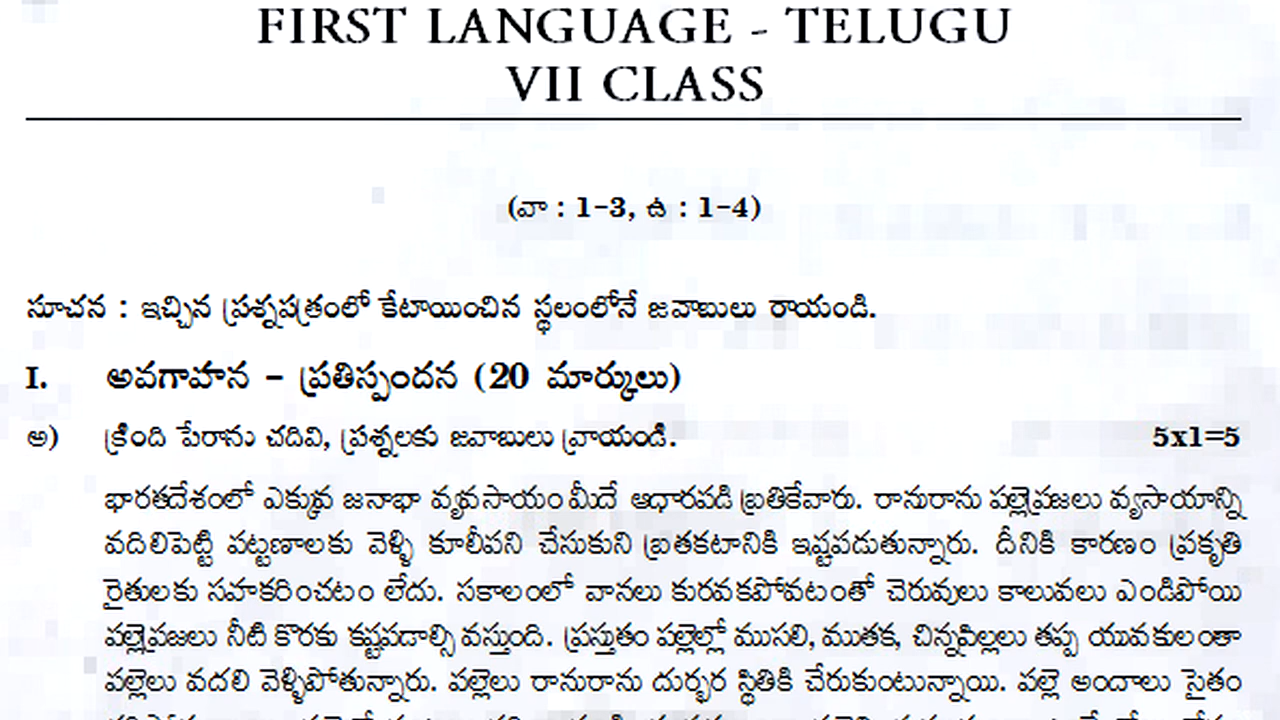 FIRST LANGUAGE - TELUGU
VII CLASS
(వా : 1-3, ఉ : 1-4)
సూచన : ఇచ్చిన ప్రశ్నపత్రంలో కేటాయించిన స్థలంలోనే జవాబులు రాయండి.
I. అవగాహన - ప్రతిస్పందన (20 మార్కులు)
అ) క్రింది పేరాను చదివి, ప్రశ్నలకు జవాబులు వ్రాయండి. 5x1=5
భారతదేశంలో ఎక్కువ జనాభా వ్యవసాయంమీదే ఆధారపడి బ్రతికేవారు. రానురాను పల్లెప్రజలు వ్యసాయాన్ని
వదిలిపెట్టి పట్టణాలకు వెళ్ళి కూలీపని చేసుకుని బ్రతకటానికి ఇష్టపడుతున్నారు. దీనికి కారణం ప్రకృతి
రైతులకు సహకరించటం లేదు. సకాలంలో వానలు కురవకపోవటంతో చెరువులు కాలువలు ఎండిపోయి
పల్లెప్రజలు నీటి కొరకు కష్టపడాల్సి వస్తుంది. ప్రస్తుతం పల్లెల్లో ముసలి, ముతక, చిన్నపిల్లలు తప్ప యువకులంతా
పల్లెలు వదలి వెళ్ళిపోతున్నారు. పల్లెలు రానురాను దుర్భర స్థితికి చేరుకుంటున్నాయి. పల్లె అందాలు సైతం